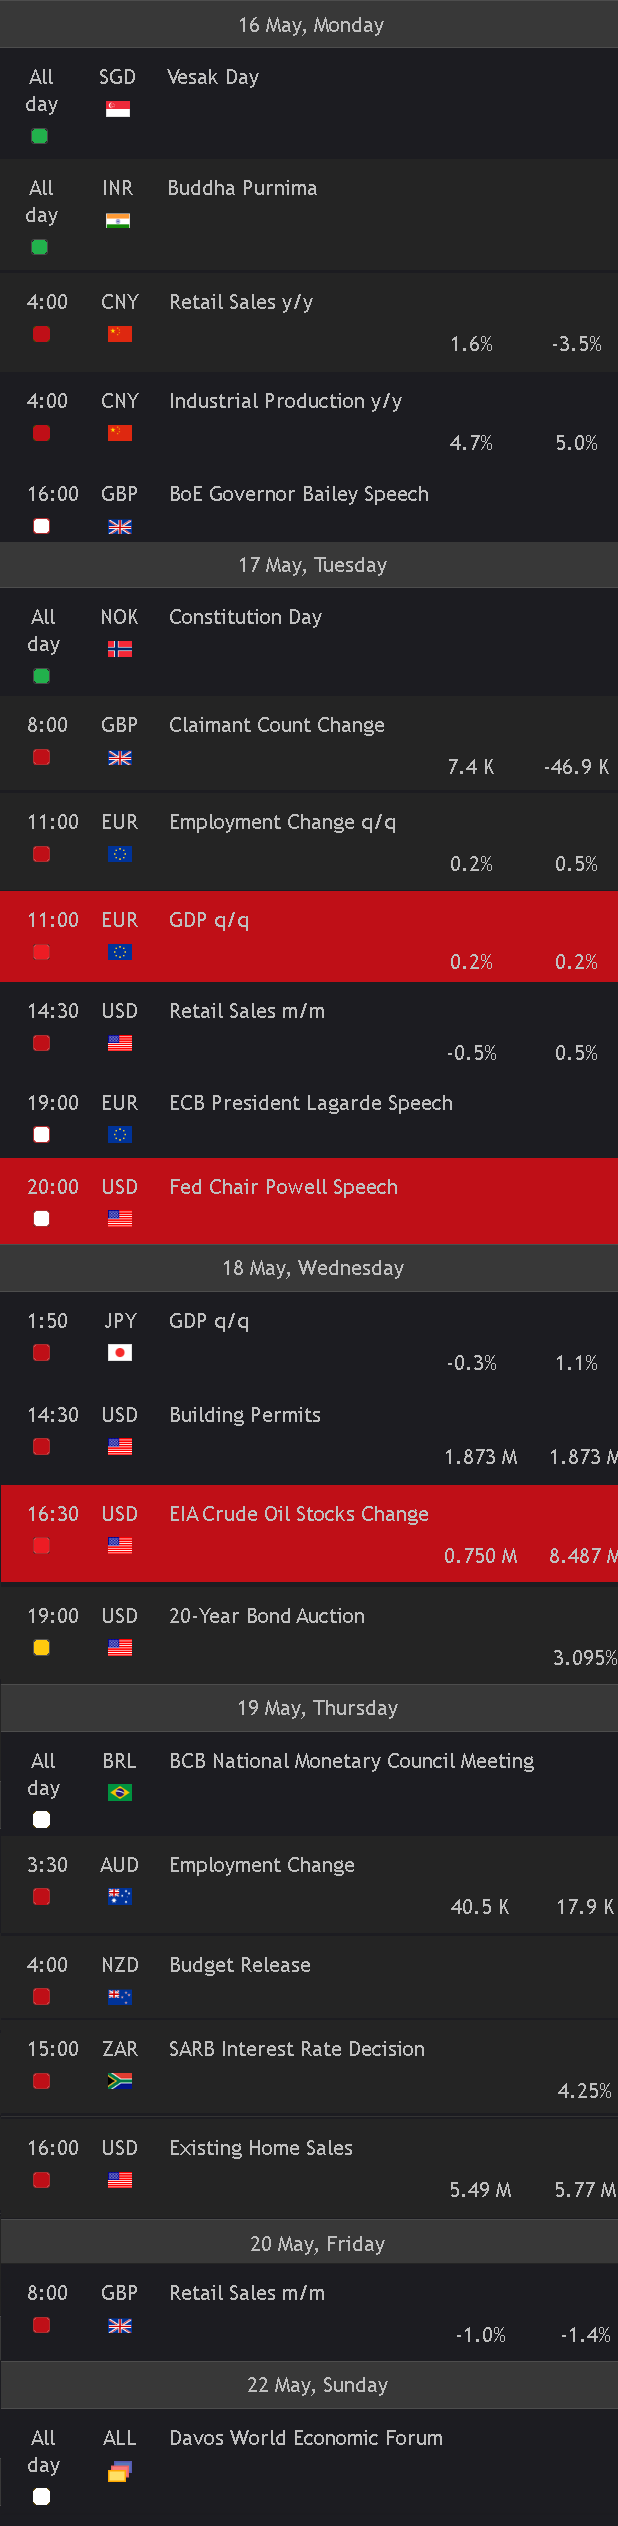 16 May, Monday
All SGD Vesak Day
day
All INR Buddha Purnima
day
4:00 CNY Retail Sales y/y
1.6% -3.5%
4:00 CNY Industrial Production y/y
4.7% 5.0%
16:00 GBP BoE Governor Bailey Speech
17 May, Tuesday
All NOK Constitution Day
day
8:00 GBP Claimant Count Change
7.4 K -46.9 K
11:00 EUR Employment Change q/q
0.2% 0.5%
11:00 EUR GDP q/q
0.2% 0.2%
14:30 USD Retail Sales m/m
-0.5% 0.5%
19:00 EUR ECB President Lagarde Speech
20:00 USD Fed Chair Powell Speech
18 May, Wednesday
1:50 JPY GDP q/q
-0.3% 1.1%
14:30 USD Building Permits
1.873 M 1.873 M
16:30 USD EIA Crude Oil Stocks Change
0.750 M 8.487 M
19:00 USD 20-Year Bond Auction
3.095%
19 May, Thursday
All BRL BCB National Monetary Council Meeting
day
3:30 AUD Employment Change
40.5 K 17.9 K
4:00 NZD Budget Release
15:00 ZAR SARB Interest Rate Decision
4.25%
16:00 USD Existing Home Sales
5.49 M 5.77 M
20 May, Friday
8:00 GBP Retail Sales m/m
-1.0% -1.4%
22 May, Sunday
All ALL Davos World Economic Forum
day